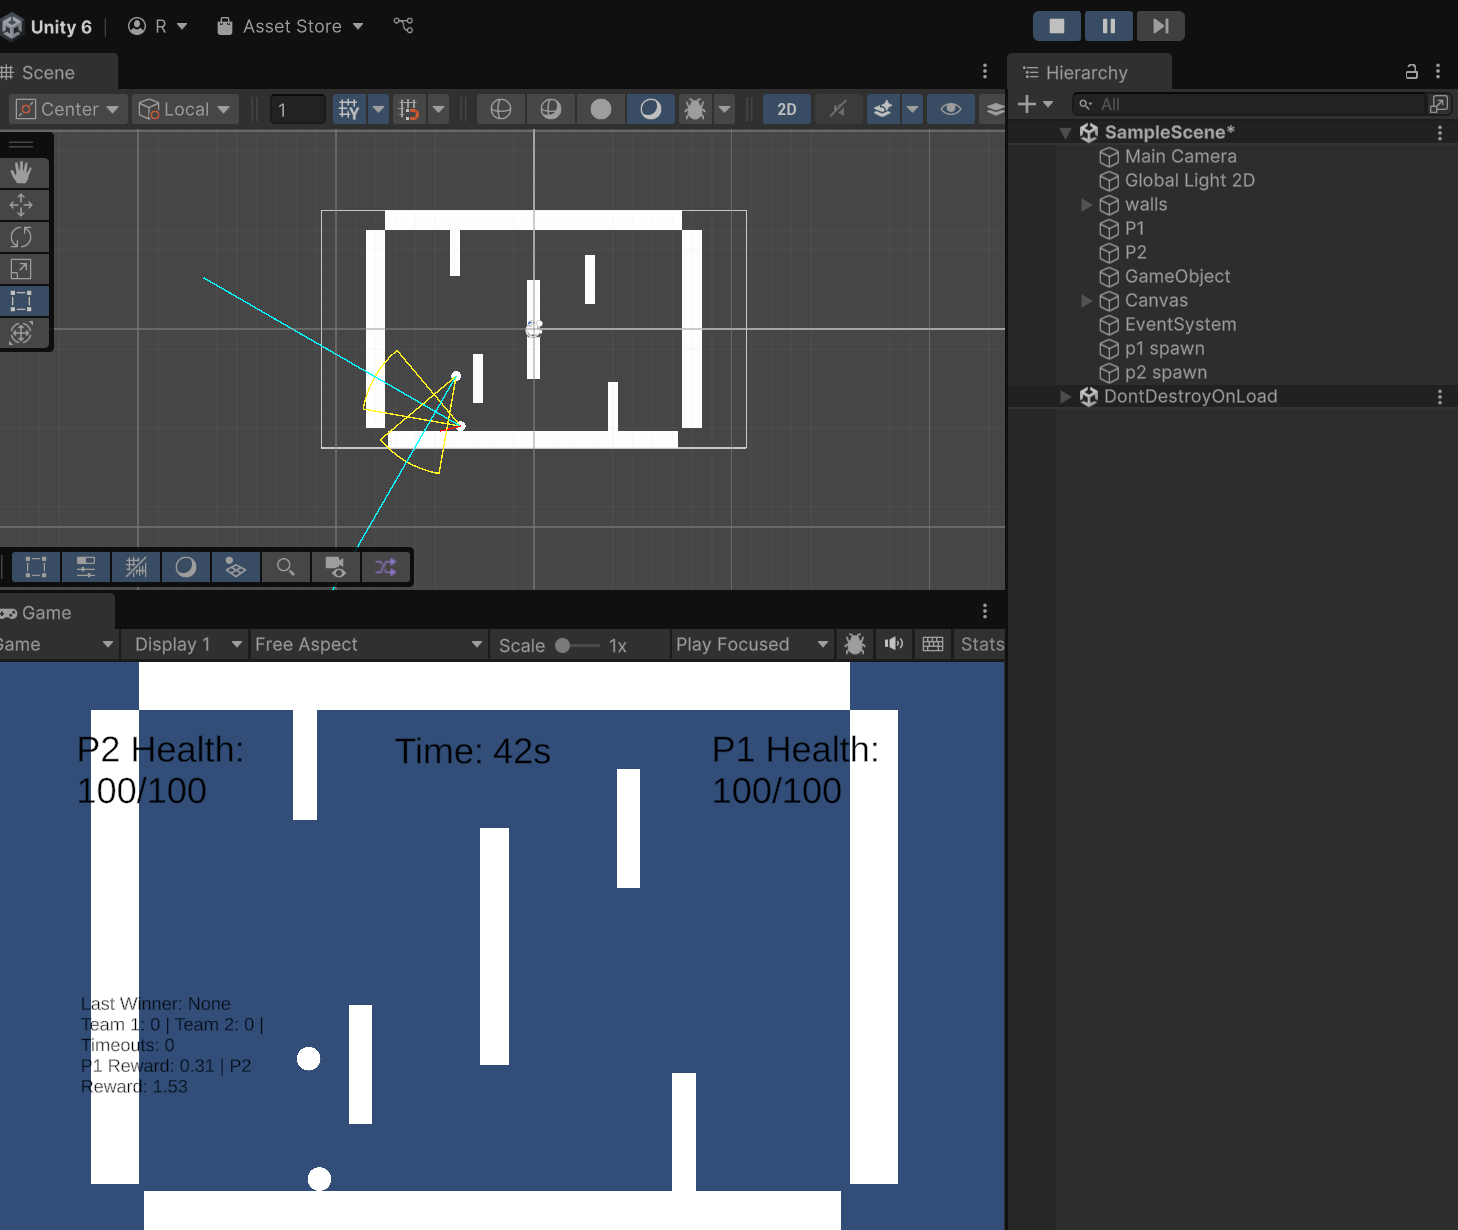 Unity 6
R
Asset Store
Scene
Hierarchy
Center
Local
1
2D
All
SampleScene*
Main Camera
Global Light 2D
walls
P1
P2
GameObject
Canvas
EventSystem
p1 spawn
p2 spawn
DontDestroyOnLoad
Game
Game
Display 1
Free Aspect
Scale
1x
Play Focused
Stats
P2 Health:
100/100
Time: 42s
P1 Health:
100/100
Last Winner: None
Team 1: 0 | Team 2: 0 |
Timeouts: 0
P1 Reward: 0.31 | P2
Reward: 1.53